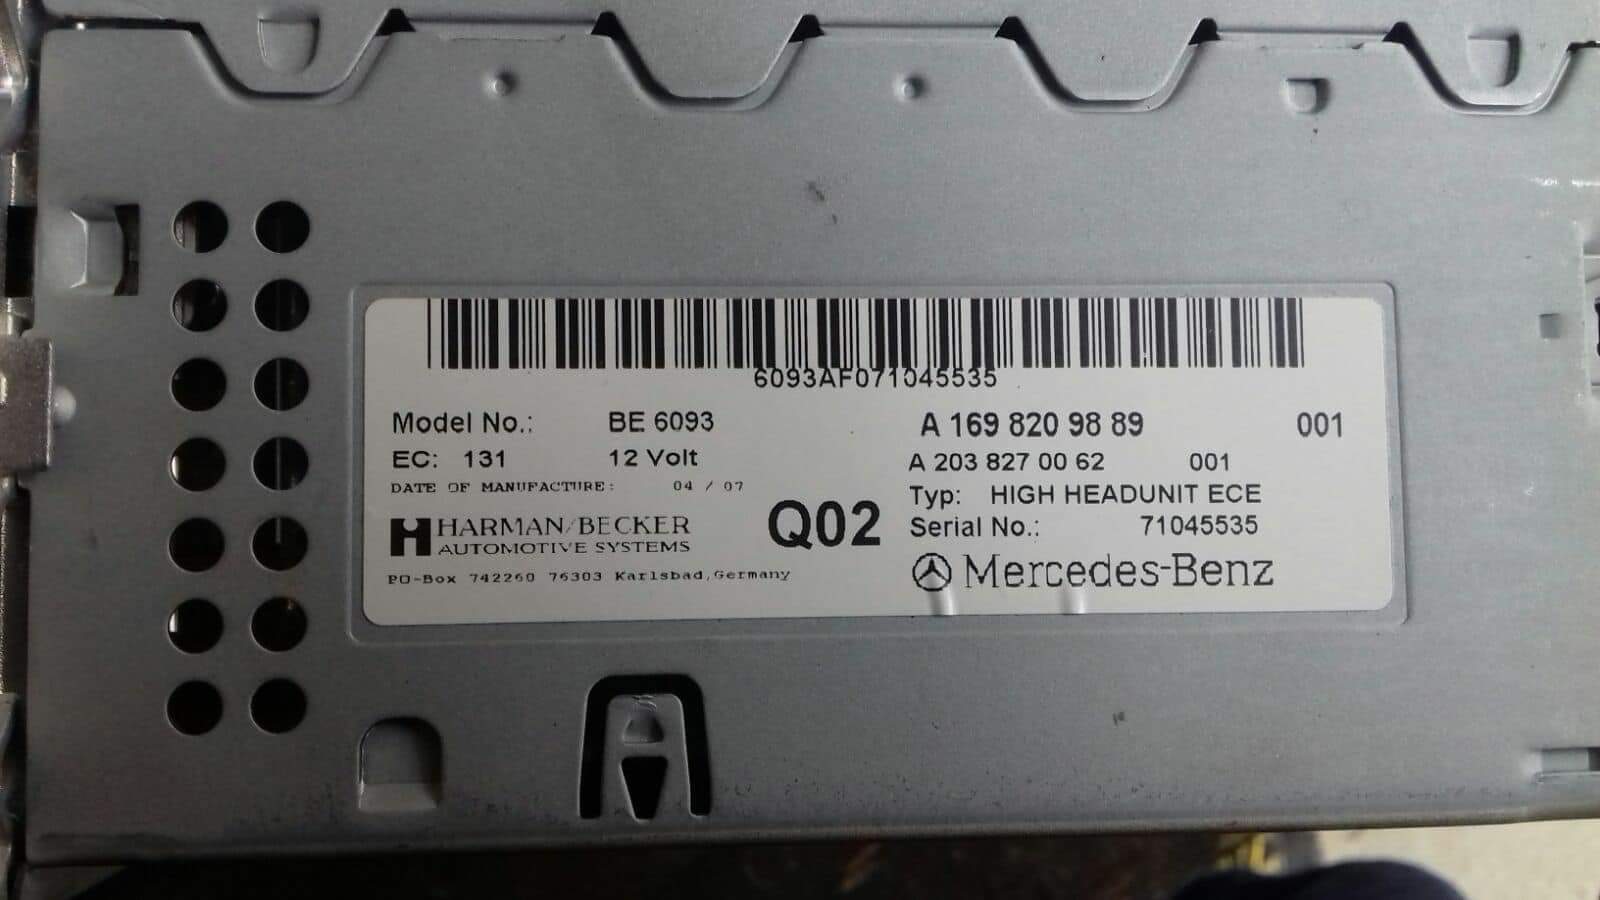 6093AF071045535
Model No.: BE 6093 A 169 820 98 89 001
EC: 131 12 Volt A 203 827 00 62 001
DATE OF MANUFACTURE: 04 / 07 Typ: HIGH HEADUNIT ECE
HARMAN/BECKER Q02 Serial No.: 71045535
AUTOMOTIVE SYSTEMS
PO-Box 742260 76303 Karlsbad,Germany Mercedes-Benz